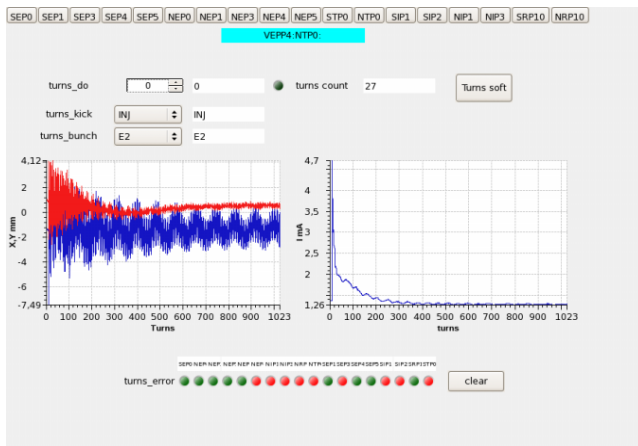 SEP0 SEP1 SEP3 SEP4 SEP5 NEP0 NEP1 NEP3 NEP4 NEP5 STP0 NTP0 SIP1 SIP2 NIP1 NIP3 SRP10 NRP10
VEPP4:NTP0:
turns_do 0 0 turns count 27 Turns soft
turns_kick INJ INJ
turns_bunch E2 E2
4,12
2
0
-2
-4
-6
-7,49
X,Y mm
0 100 200 300 400 500 600 700 800 900 1023
Turns
4,7
4
3,5
3
2,5
2
1,26
I mA
0 100 200 300 400 500 600 700 800 900 1023
turns
turns_error clear